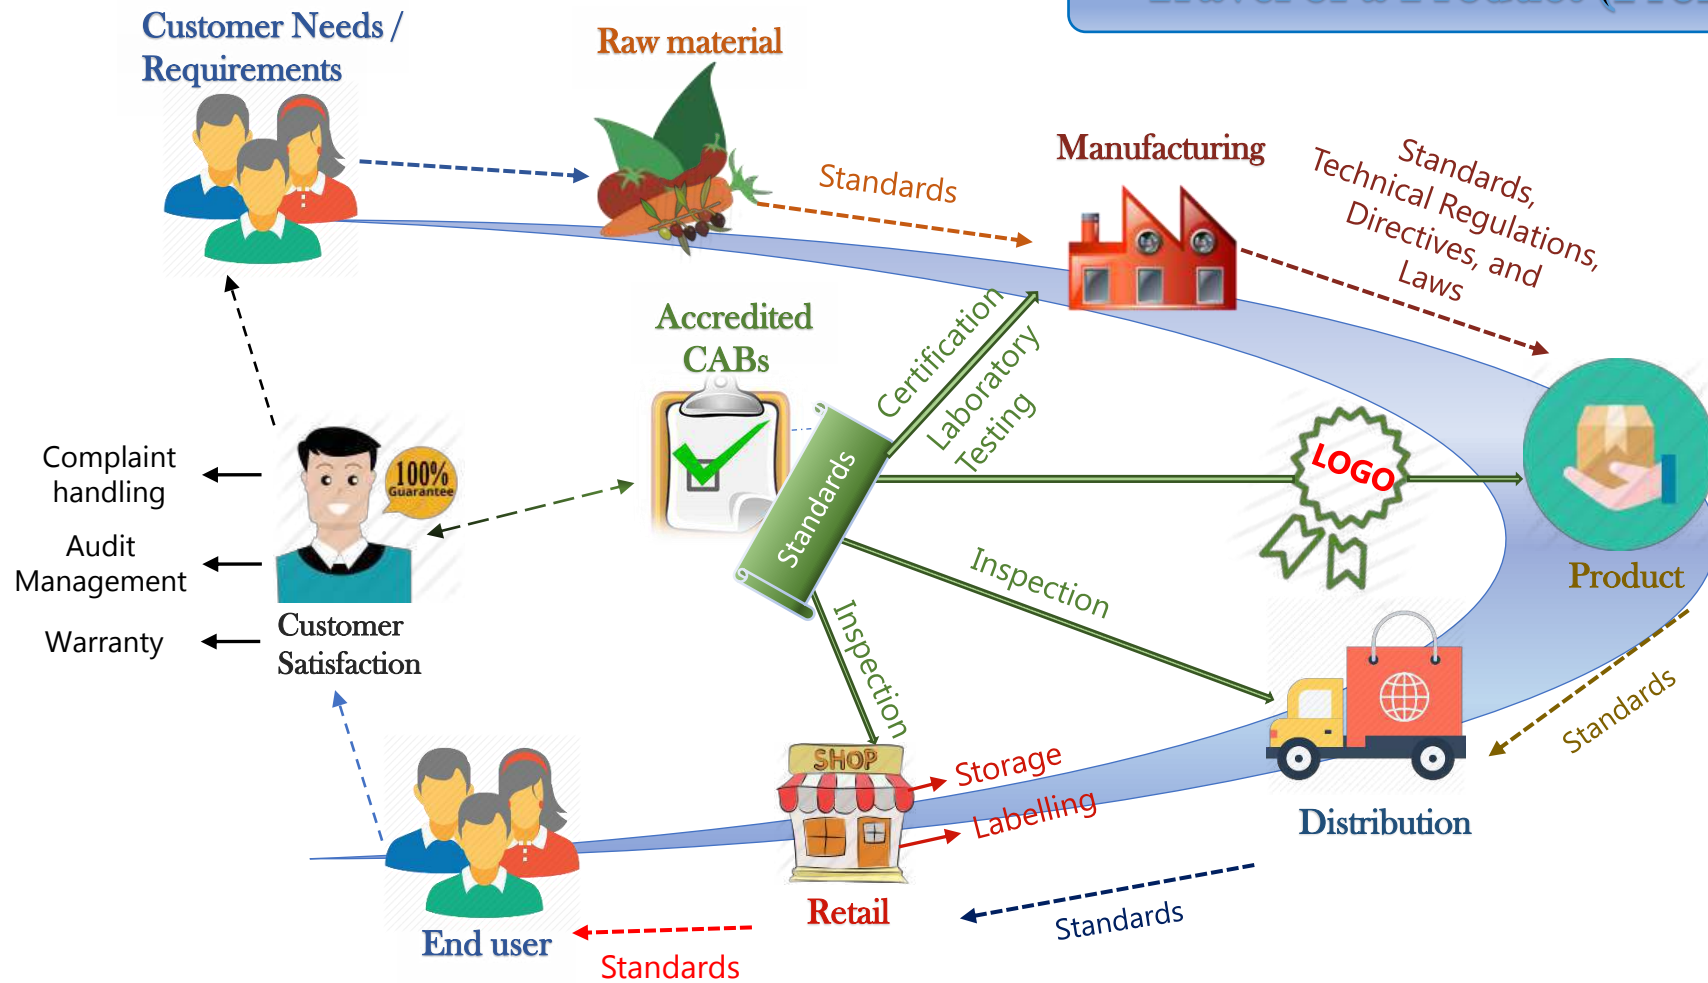 Customer Needs /
Requirements
Raw material
Manufacturing
Standards
Standards,
Technical Regulations,
Directives, and
Laws
Accredited
CABs
Certification
Laboratory
Testing
Standards
LOGO
Product
Complaint
handling
100%
Guarantee
Audit
Management
Warranty
Customer
Satisfaction
Inspection
Inspection
Standards
SHOP
Storage
Labelling
Distribution
Retail
Standards
End user
Standards